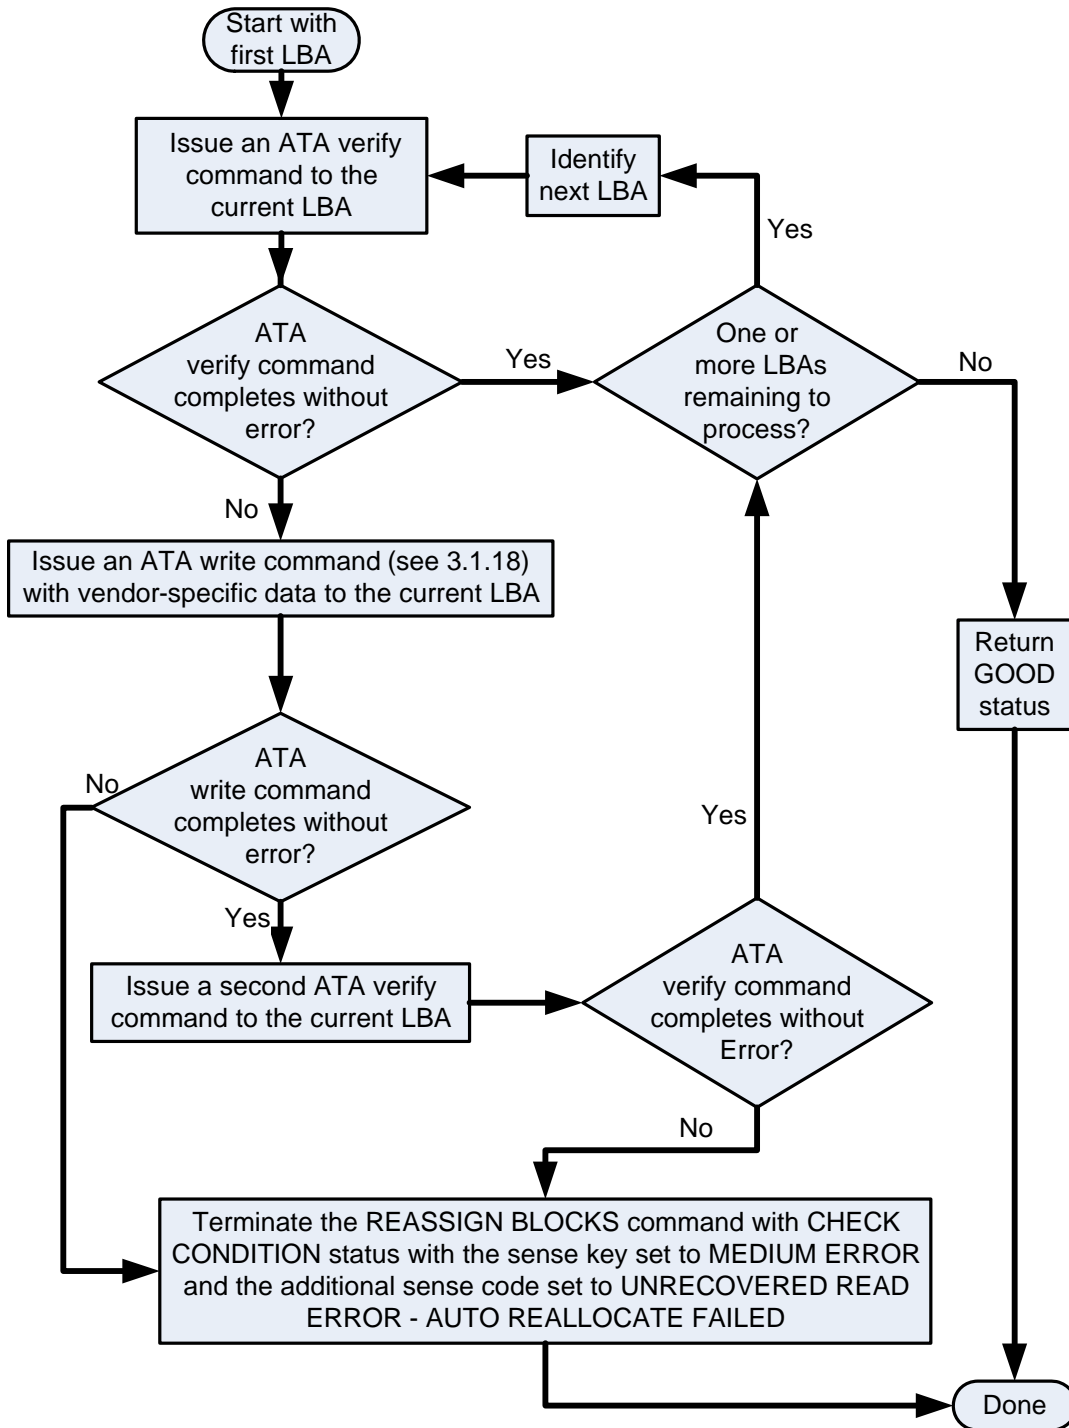 Start with
first LBA
Issue an ATA verify
command to the
current LBA
Identify
next LBA
Yes
ATA
verify command
completes without
error?
Yes
One or
more LBAs
remaining to
process?
No
No
Issue an ATA write command (see 3.1.18)
with vendor-specific data to the current LBA
Return
GOOD
status
ATA
write command
completes without
error?
No
Yes
Yes
Issue a second ATA verify
command to the current LBA
ATA
verify command
completes without
Error?
No
Terminate the REASSIGN BLOCKS command with CHECK
CONDITION status with the sense key set to MEDIUM ERROR
and the additional sense code set to UNRECOVERED READ
ERROR - AUTO REALLOCATE FAILED
Done